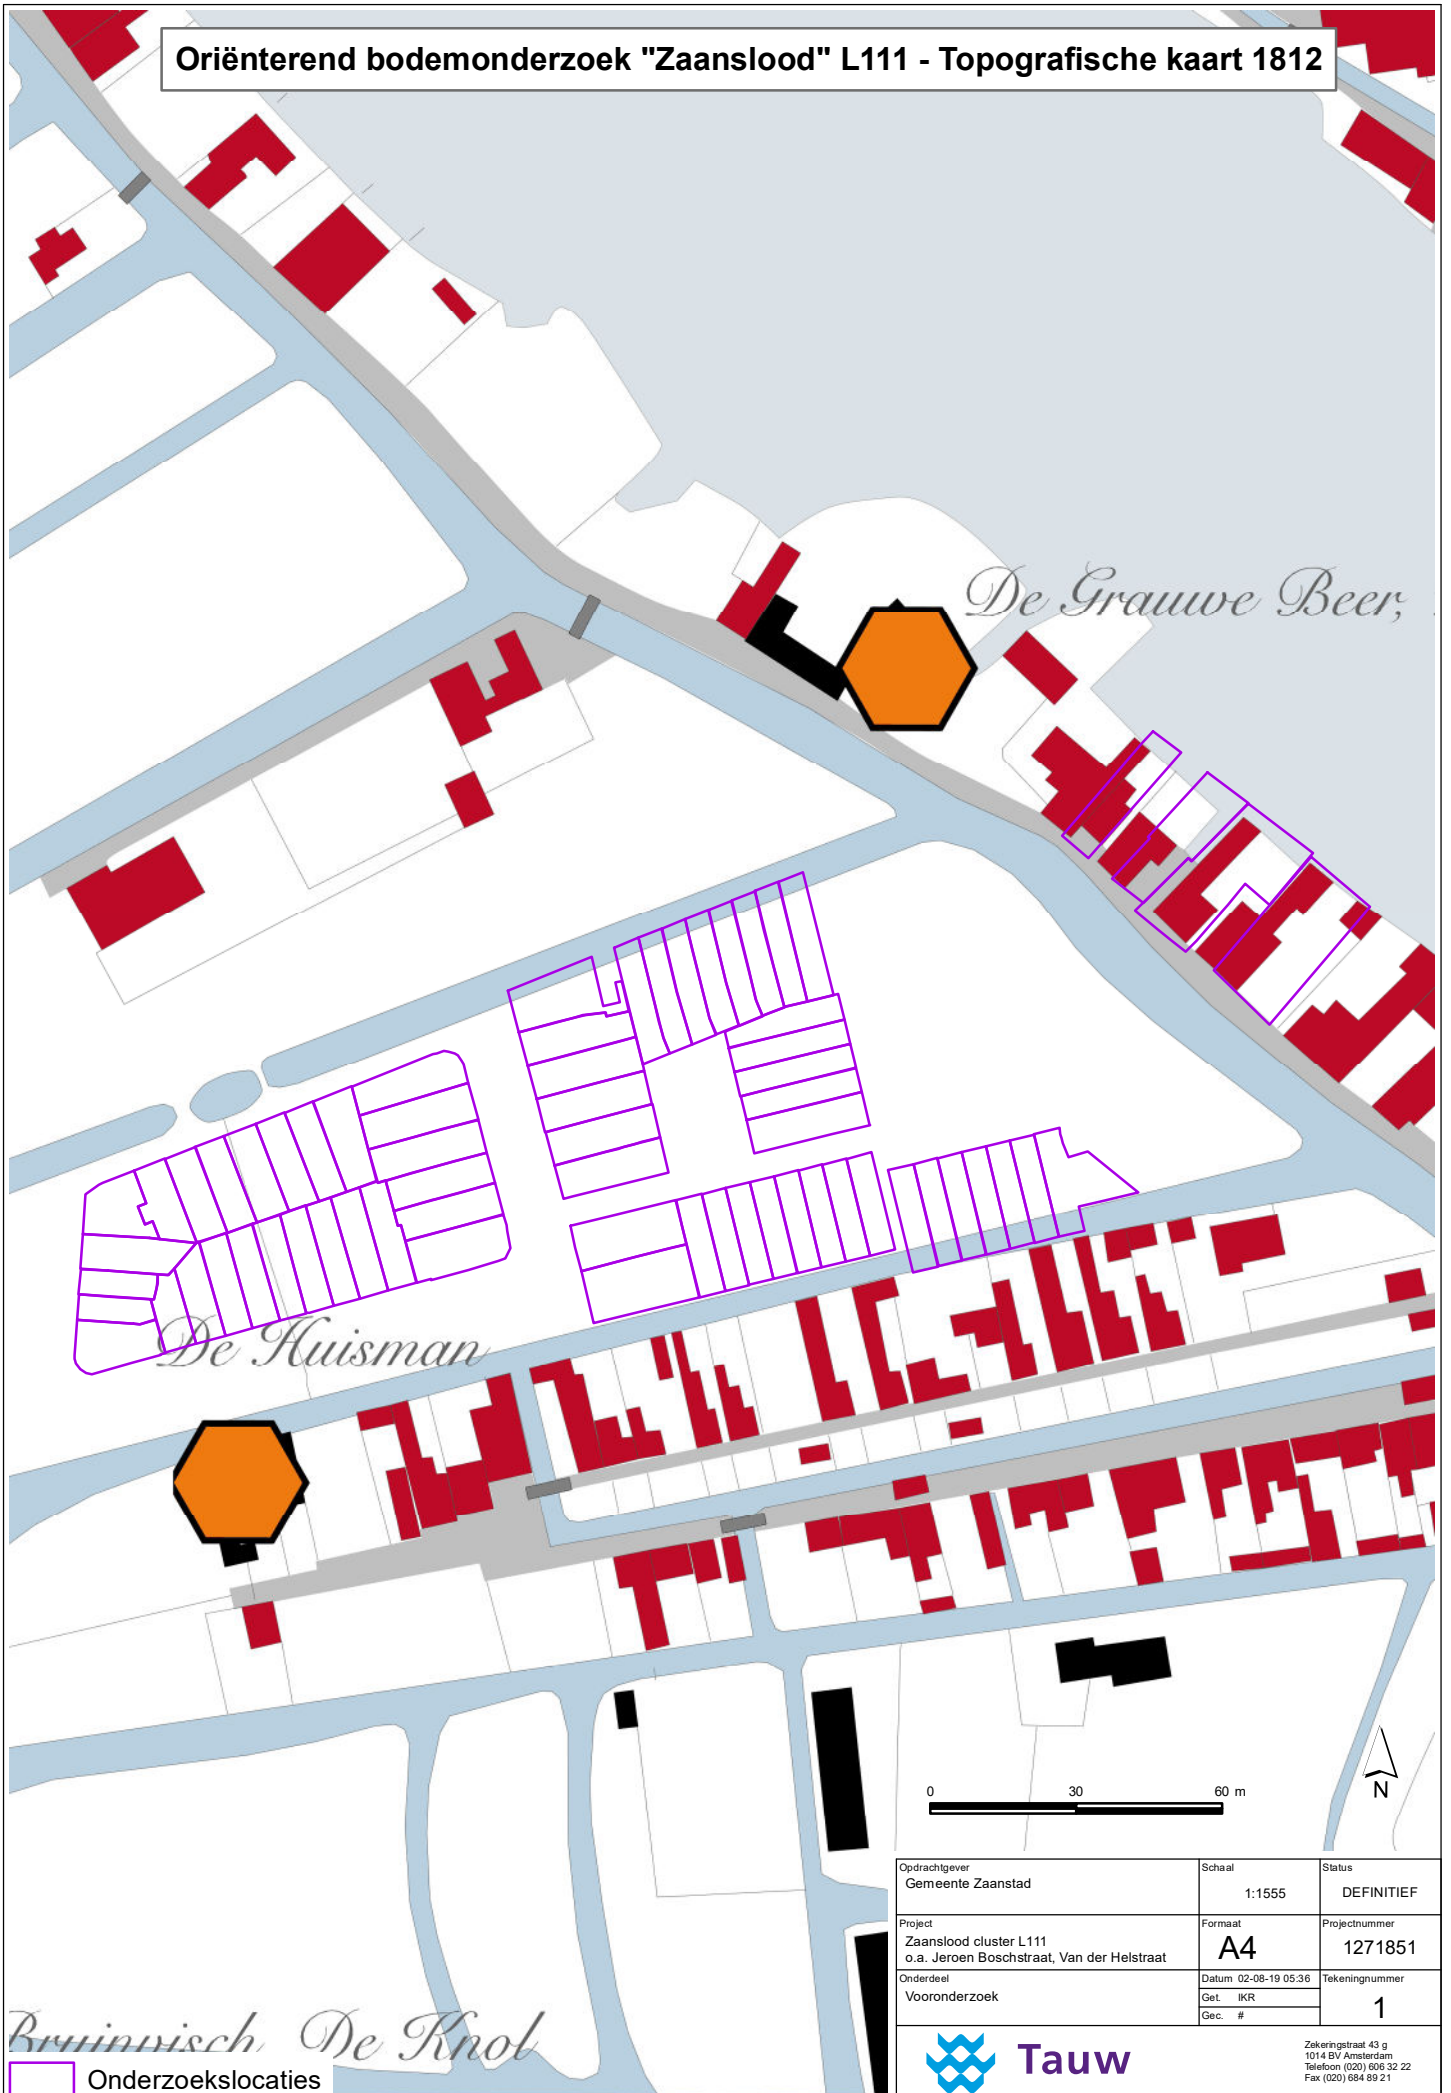 Oriënterend bodemonderzoek "Zaanslood" L111 - Topografische kaart 1812
De Grauwe Beer,
De Huisman
0 30 60 m
N
Opdrachtgever
Gemeente Zaanstad
Schaal
1:1555
Status
DEFINITIEF
Project
Zaanslood cluster L111
o.a. Jeroen Boschstraat, Van der Helstraat
Formaat
A4
Projectnummer
1271851
Onderdeel
Vooronderzoek
Datum 02-08-19 05:36
Get. IKR
Gec. #
Tekeningnummer
1
Bruinvisch De Knol
Onderzoekslocaties
Tauw
Zekeringstraat 43 g
1014 BV Amsterdam
Telefoon (020) 606 32 22
Fax (020) 684 89 21